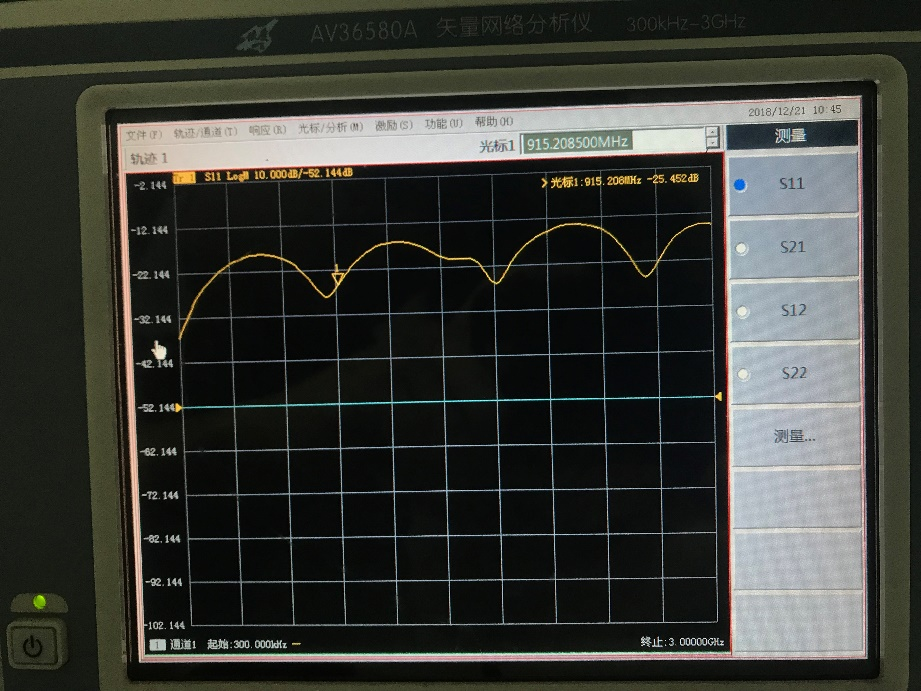 AV36580A 矢量网络分析仪 300kHz-3GHz
2018/12/21 10:45
文件(F) 轨迹/通道(T) 响应(R) 光标/分析(M) 激励(S) 功能(U) 帮助(H)
轨迹 1
光标1 915.208500MHz
测量
Tr 1 S11 LogM 10.000dB/-52.144dB
>光标1:915.208MHz -25.452dB
-2.144
-12.144
-22.144
-32.144
-42.144
-52.144
-62.144
-72.144
-82.144
-92.144
-102.144
S11
S21
S12
S22
测量...
1 通道1 起始:300.000kHz
终止:3.00000GHz